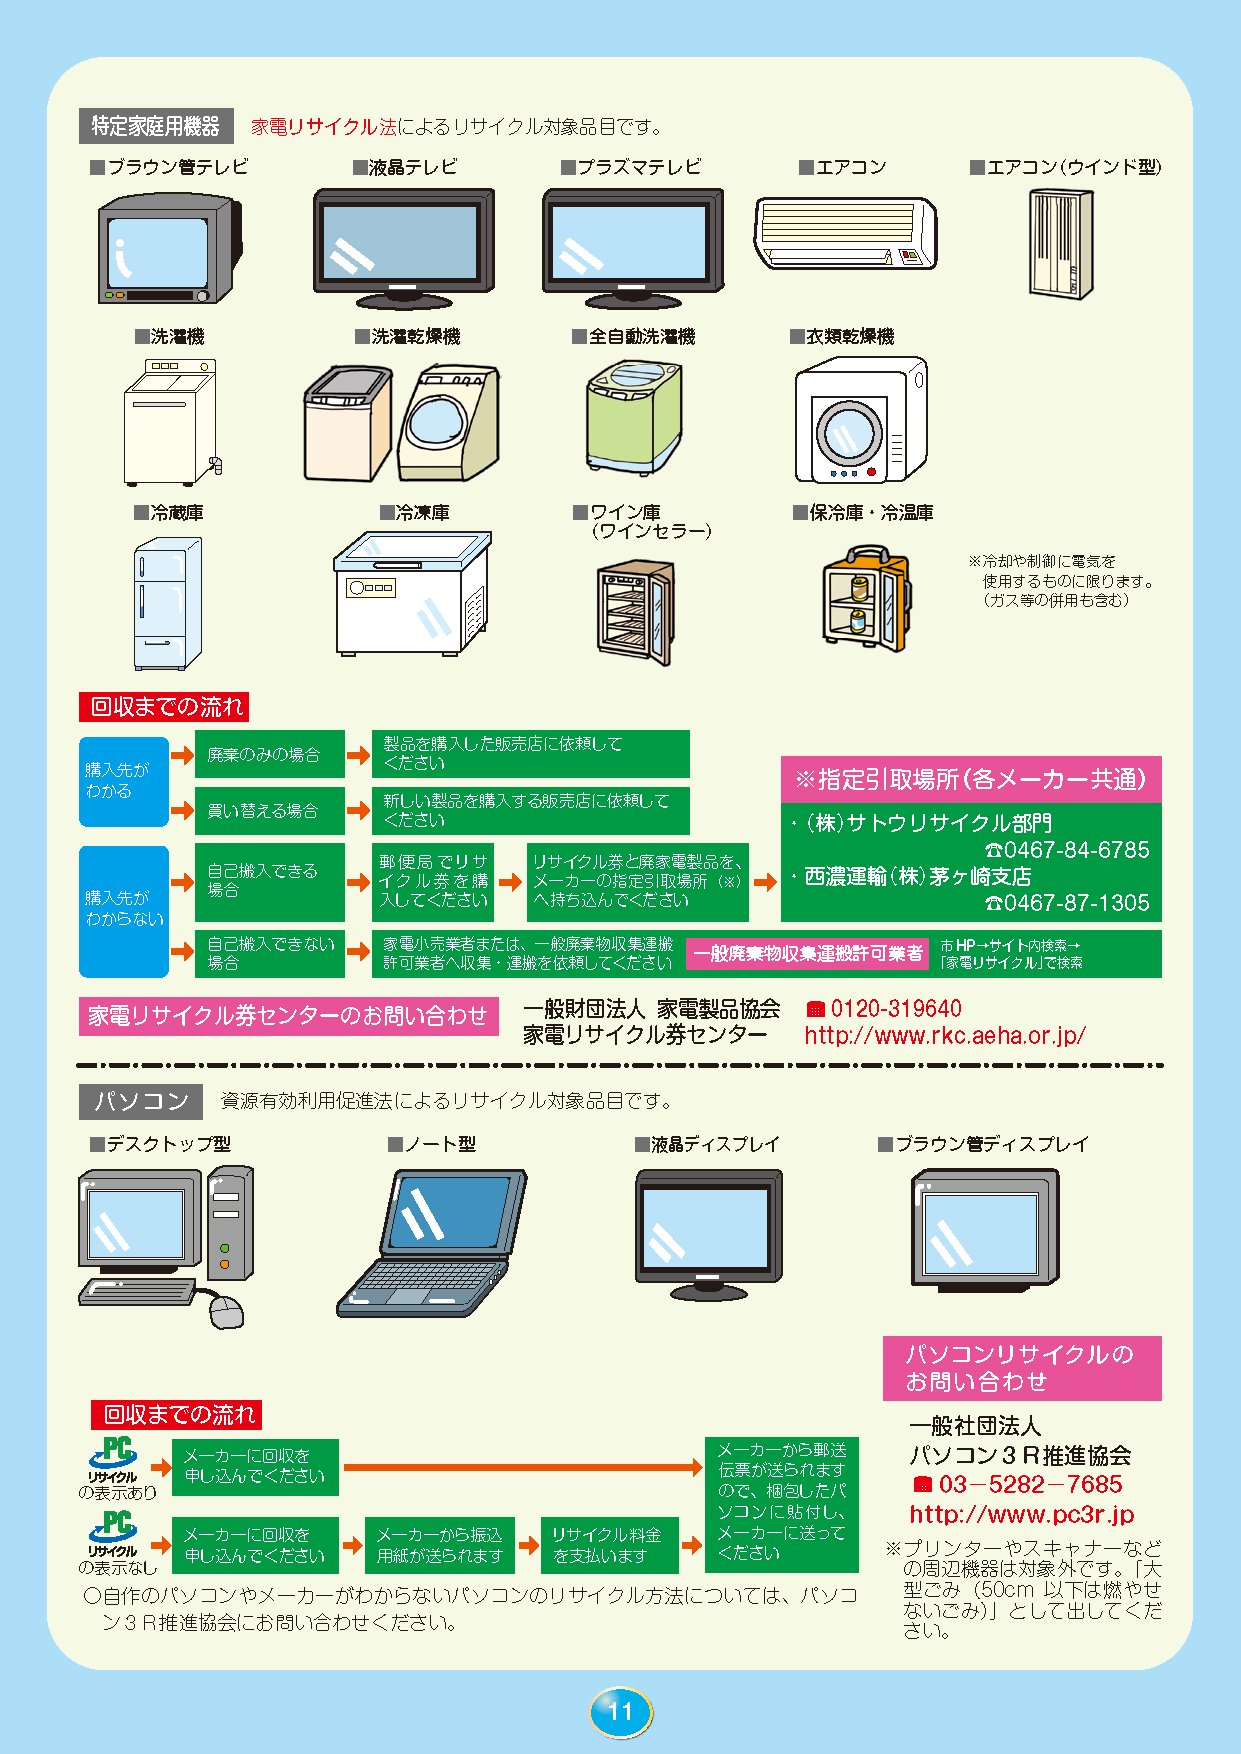 特定家庭用機器 家電リサイクル法によるリサイクル対象品目です。
■ブラウン管テレビ ■液晶テレビ ■プラズマテレビ ■エアコン ■エアコン(ウインド型)
■洗濯機 ■洗濯乾燥機 ■全自動洗濯機 ■衣類乾燥機
■冷蔵庫 ■冷凍庫 ■ワイン庫 ■保冷庫・冷温庫
(ワインセラー)
※冷却や制御に電気を
使用するものに限ります。
(ガス等の併用も含む)
回収までの流れ
購入先が
わかる
廃棄のみの場合
製品を購入した販売店に依頼して
ください
買い替える場合
新しい製品を購入する販売店に依頼して
ください
購入先が
わからない
自己搬入できる
場合
郵便局でリサ
イクル券を購
入してください
リサイクル券と廃家電製品を、
メーカーの指定引取場所(※)
へ持ち込んでください
※指定引取場所(各メーカー共通)
・(株)サトウリサイクル部門
☎0467-84-6785
・西濃運輸(株)茅ヶ崎支店
☎0467-87-1305
自己搬入できない
場合
家電小売業者または、一般廃棄物収集運搬
許可業者へ収集・運搬を依頼してください
一般廃棄物収集運搬許可業者
市HP→サイト内検索→
「家電リサイクル」で検索
家電リサイクル券センターのお問い合わせ
一般財団法人 家電製品協会 ☎0120-319640
家電リサイクル券センター http://www.rkc.aeha.or.jp/
パソコン 資源有効利用促進法によるリサイクル対象品目です。
■デスクトップ型 ■ノート型 ■液晶ディスプレイ ■ブラウン管ディスプレイ
回収までの流れ
PC
リサイクル
の表示あり
メーカーに回収を
申し込んでください
PC
リサイクル
の表示なし
メーカーに回収を
申し込んでください
メーカーから振込
用紙が送られます
リサイクル料金
を支払います
メーカーから郵送
伝票が送られます
ので、梱包したパ
ソコンに貼付し、
メーカーに送って
ください
○自作のパソコンやメーカーがわからないパソコンのリサイクル方法については、パソコ
ン3R推進協会にお問い合わせください。
パソコンリサイクルの
お問い合わせ
一般社団法人
パソコン3R推進協会
☎03−5282−7685
http://www.pc3r.jp
※プリンターやスキャナーなど
の周辺機器は対象外です。「大
型ごみ(50cm 以下は燃やせ
ないごみ)」として出してくだ
さい。
11